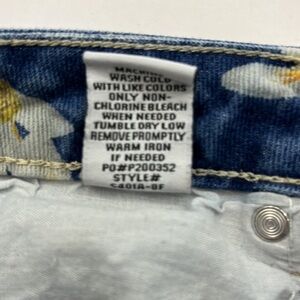 MACHINE
WASH COLD
WITH LIKE COLORS
ONLY NON-
CHLORINE BLEACH
WHEN NEEDED
TUMBLE DRY LOW
REMOVE PROMPTLY
WARM IRON
IF NEEDED
PO#P200352
STYLE#